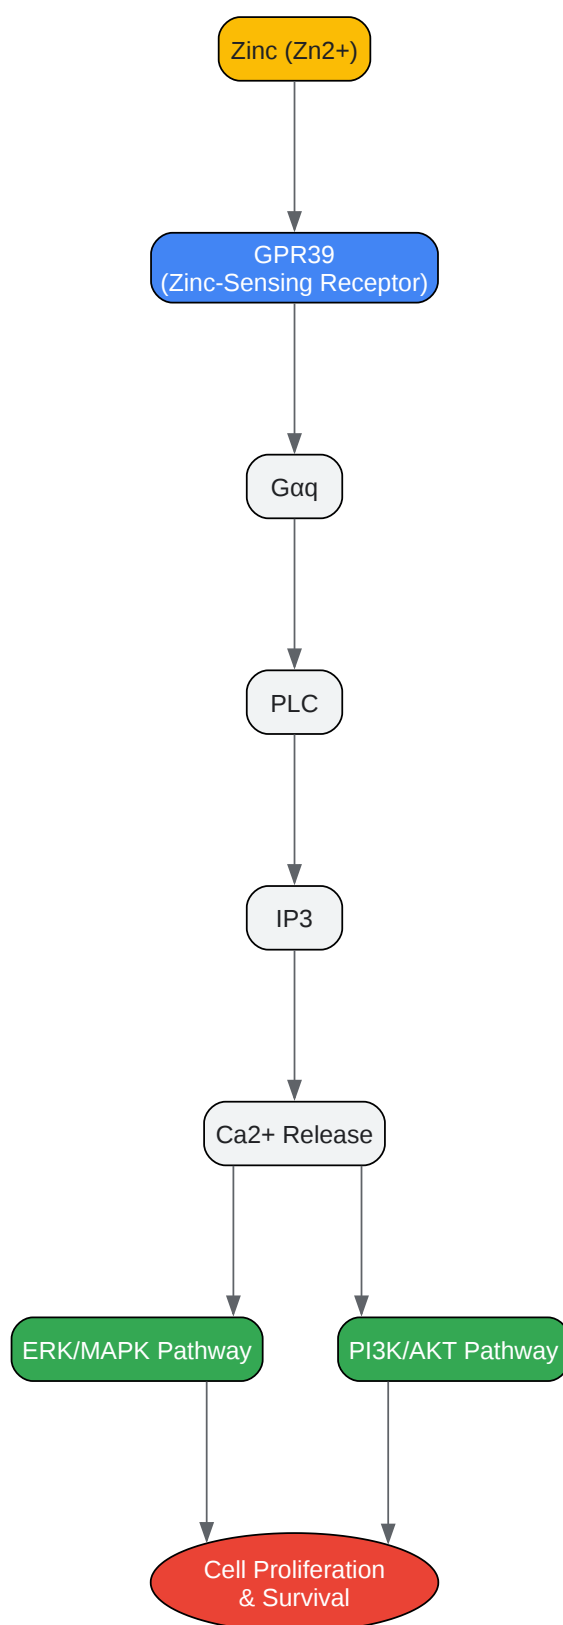 Zinc (Zn2+)
GPR39
(Zinc-Sensing Receptor)
Gαq
PLC
IP3
Ca2+ Release
ERK/MAPK Pathway
PI3K/AKT Pathway
Cell Proliferation
& Survival